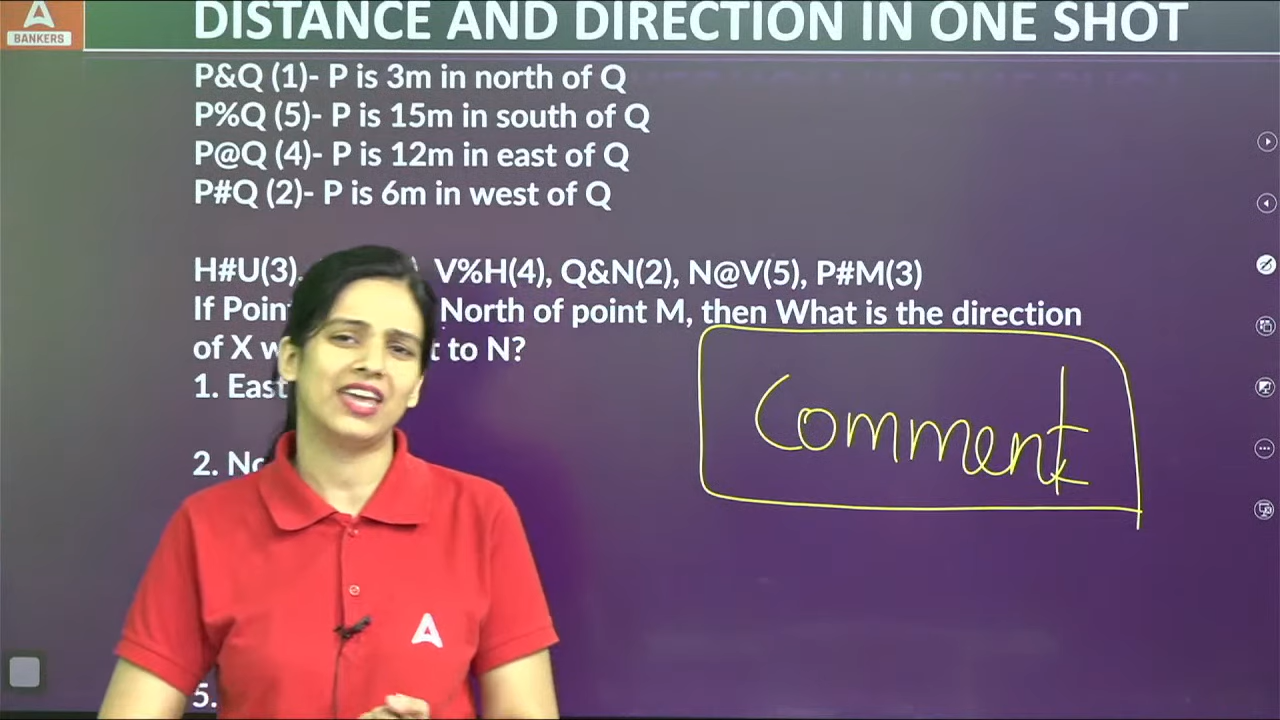 A
BANKERS
DISTANCE AND DIRECTION IN ONE SHOT
P&Q (1)- P is 3m in north of Q
P%Q (5)- P is 15m in south of Q
P@Q (4)- P is 12m in east of Q
P#Q (2)- P is 6m in west of Q
H#U(3), V%H(4), Q&N(2), N@V(5), P#M(3)
If North of point M, then What is the direction
of X to N?
1. East
2.
Comment
5.
A